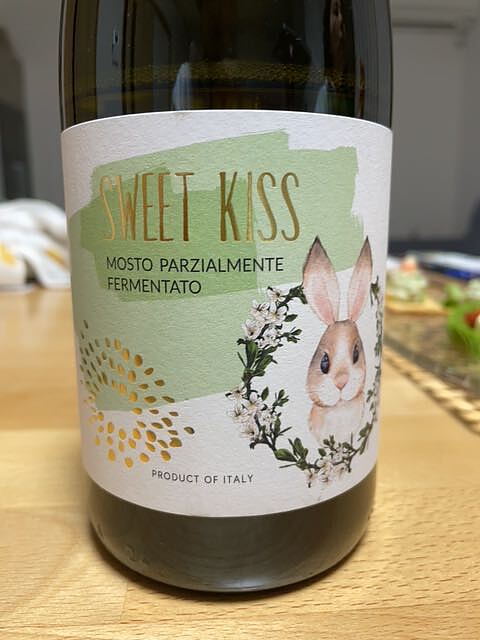 SWEET KISS
MOSTO PARZIALMENTE
FERMENTATO
PRODUCT OF ITALY